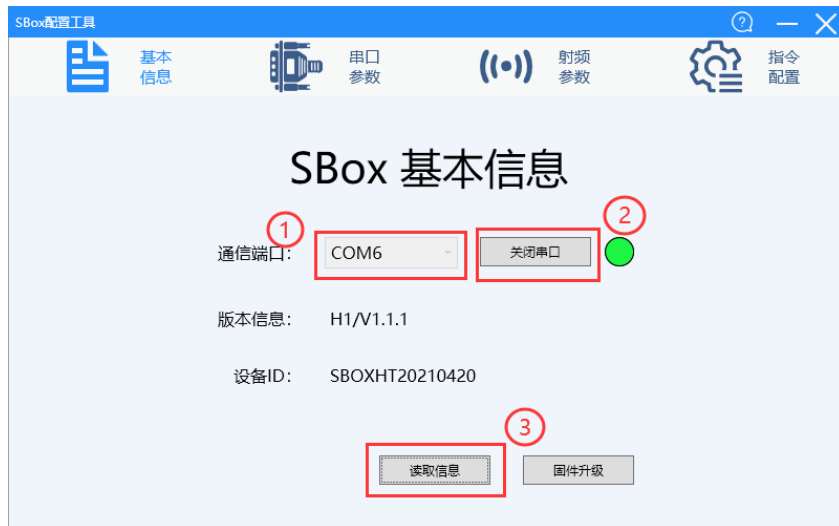 SBox配置工具
基本
信息
串口
参数
射频
参数
指令
配置
SBox 基本信息
1
2
通信端口: COM6 关闭串口
版本信息: H1/V1.1.1
设备ID: SBOXHT20210420
3
读取信息 固件升级